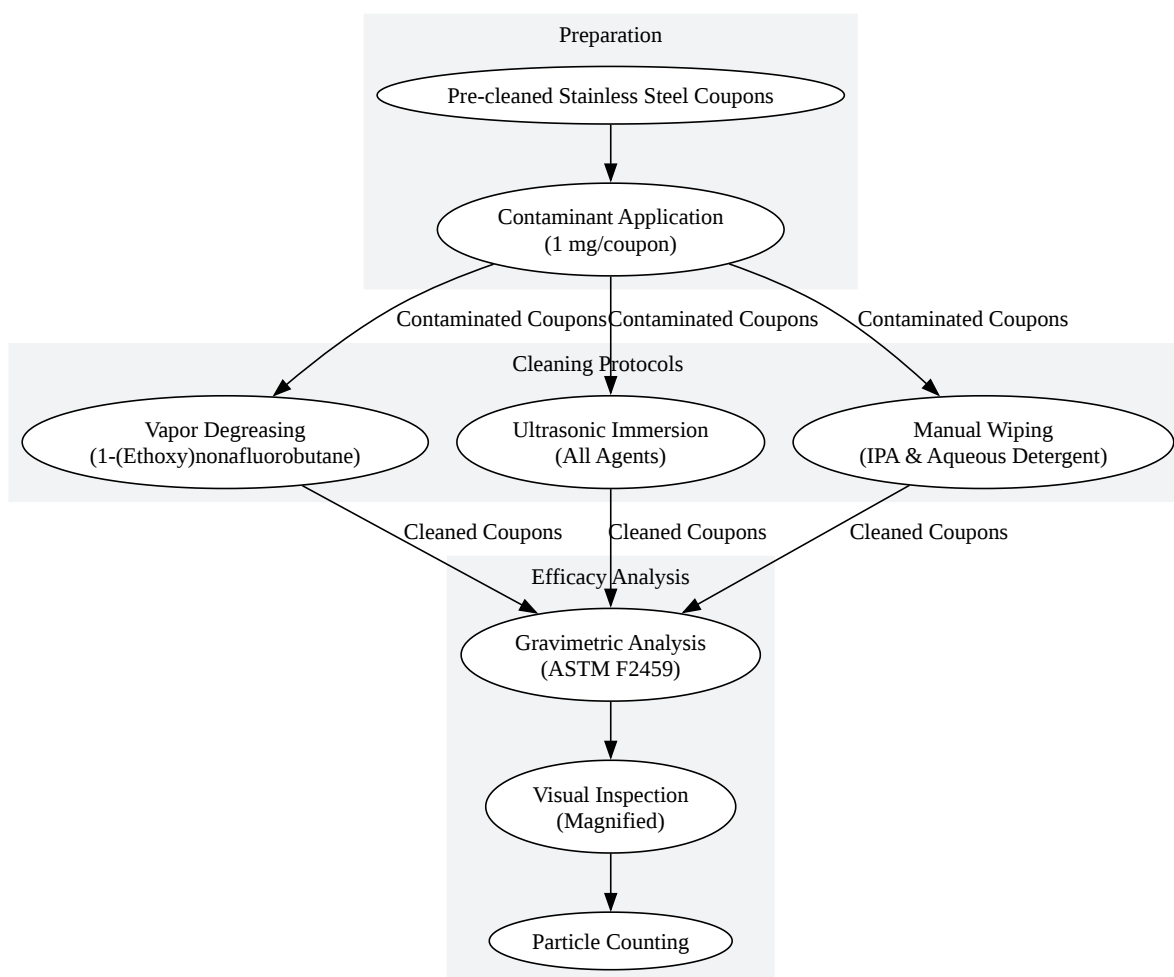 Preparation
Pre-cleaned Stainless Steel Coupons
Contaminant Application
(1 mg/coupon)
Contaminated Coupons
Contaminated Coupons
Contaminated Coupons
Cleaning Protocols
Vapor Degreasing
(1-(Ethoxy)nonafluorobutane)
Ultrasonic Immersion
(All Agents)
Manual Wiping
(IPA & Aqueous Detergent)
Cleaned Coupons
Cleaned Coupons
Cleaned Coupons
Efficacy Analysis
Gravimetric Analysis
(ASTM F2459)
Visual Inspection
(Magnified)
Particle Counting